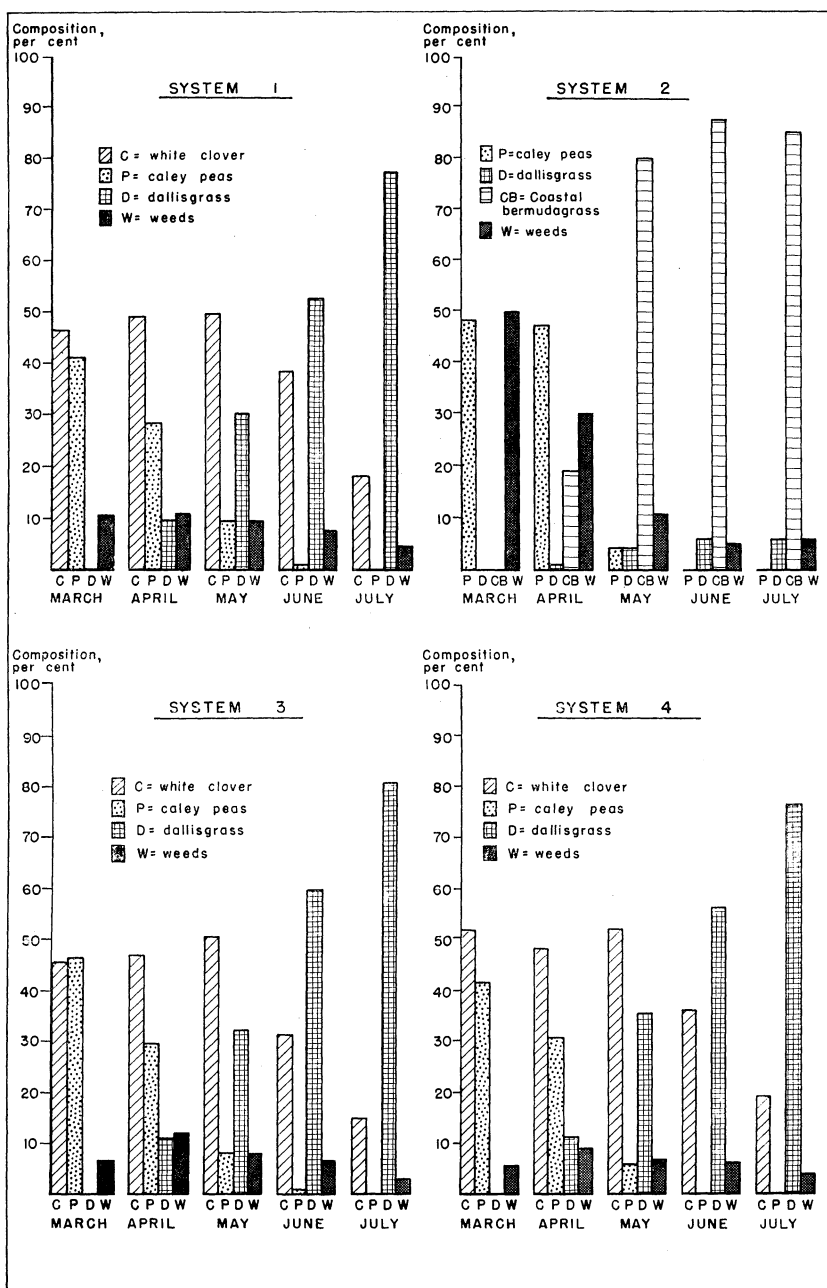 Composition,
per cent
SYSTEM 1
100
90
80
70
60
50
40
30
20
10
C = white clover
P = caley peas
D = dallisgrass
W = weeds
C P D W C P D W C P D W C P D W C P D W
MARCH APRIL MAY JUNE JULY
Composition,
per cent
SYSTEM 2
100
90
80
70
60
50
40
30
20
10
P=caley peas
D=dallisgrass
CB= Coastal
bermudagrass
W= weeds
P D CB W P D CB W P D CB W P D CB W P D CB W
MARCH APRIL MAY JUNE JULY
Composition,
per cent
SYSTEM 3
100
90
80
70
60
50
40
30
20
10
C = white clover
P= caley peas
D= dallisgrass
W= weeds
C P D W C P D W C P D W C P D W C P D W
MARCH APRIL MAY JUNE JULY
Composition,
per cent
SYSTEM 4
100
90
80
70
60
50
40
30
20
10
C = white clover
P = caley peas
D = dallisgrass
W = weeds
C P D W C P D W C P D W C P D W C P D W
MARCH APRIL MAY JUNE JULY